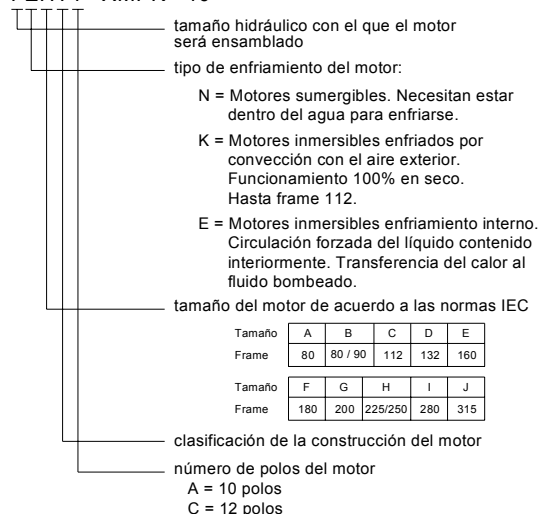 tamaño hidráulico con el que el motor
será ensamblado
tipo de enfriamiento del motor:
N = Motores sumergibles. Necesitan estar
dentro del agua para enfriarse.
K = Motores inmersibles enfriados por
convección con el aire exterior.
Funcionamiento 100% en seco.
Hasta frame 112.
E = Motores inmersibles enfriamiento interno.
Circulación forzada del líquido contenido
interiormente. Transferencia del calor al
fluido bombeado.
tamaño del motor de acuerdo a las normas IEC
Tamaño A B C D E
Frame 80 80 / 90 112 132 160
Tamaño F G H I J
Frame 180 200 225/250 280 315
clasificación de la construcción del motor
número de polos del motor
A = 10 polos
C = 12 polos